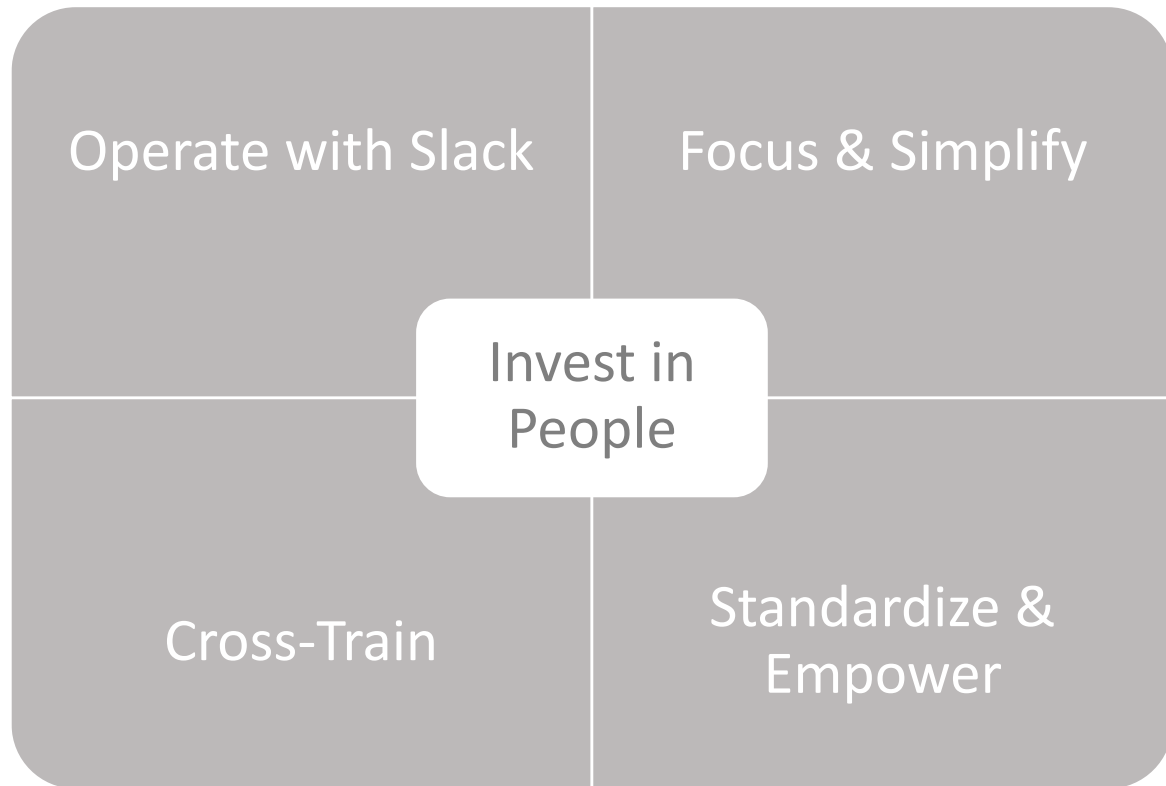 Operate with Slack
Focus & Simplify
Invest in
People
Cross-Train
Standardize &
Empower